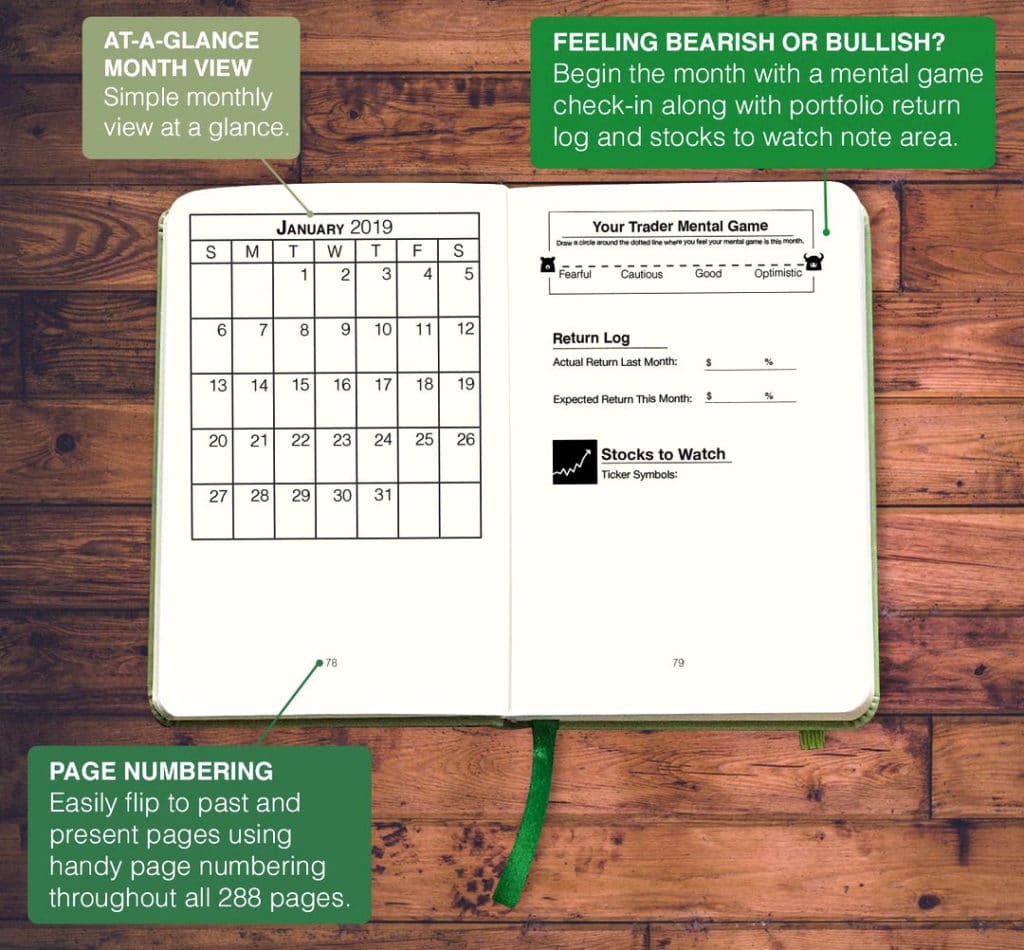 AT-A-GLANCE
MONTH VIEW
Simple monthly
view at a glance.
FEELING BEARISH OR BULLISH?
Begin the month with a mental game
check-in along with portfolio return
log and stocks to watch note area.
JANUARY 2019
S M T W T F S
1 2 3 4 5
6 7 8 9 10 11 12
13 14 15 16 17 18 19
20 21 22 23 24 25 26
27 28 29 30 31
78
Your Trader Mental Game
Draw a circle around the dotted line where you feel your mental game is this month.
Fearful Cautious Good Optimistic
Return Log
Actual Return Last Month: $ %
Expected Return This Month: $ %
Stocks to Watch
Ticker Symbols:
79
PAGE NUMBERING
Easily flip to past and
present pages using
handy page numbering
throughout all 288 pages.